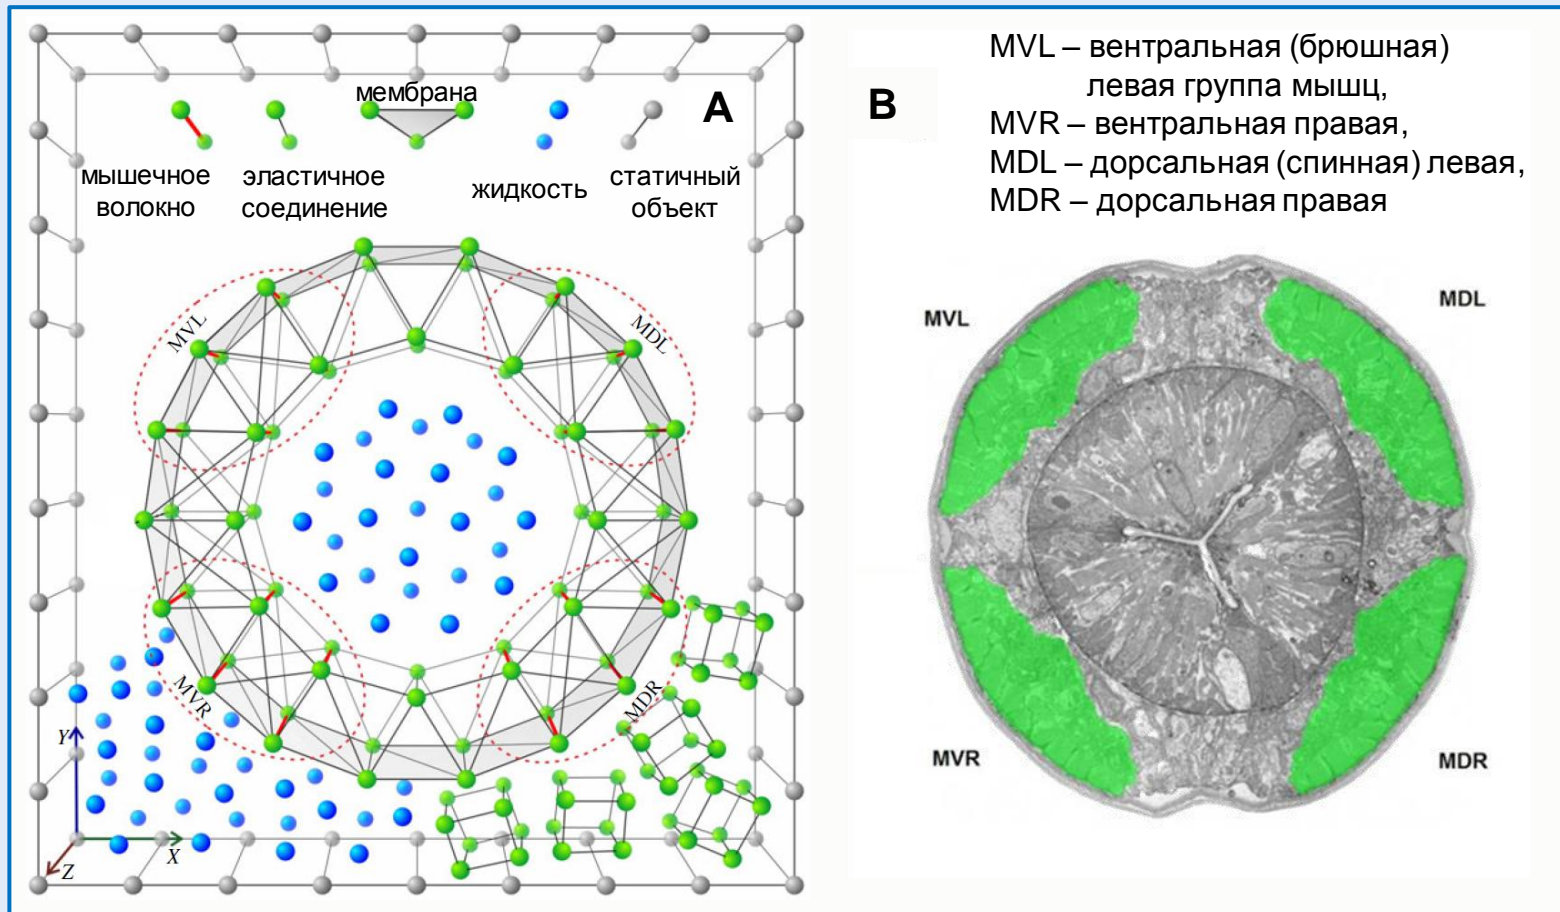 A
мембрана
мышечное
волокно
эластичное
соединение
жидкость
статичный
объект
MVL
MDL
MVR
MDR
Y
X
Z
B
MVL – вентральная (брюшная)
левая группа мышц,
MVR – вентральная правая,
MDL – дорсальная (спинная) левая,
MDR – дорсальная правая
MVL
MDL
MVR
MDR